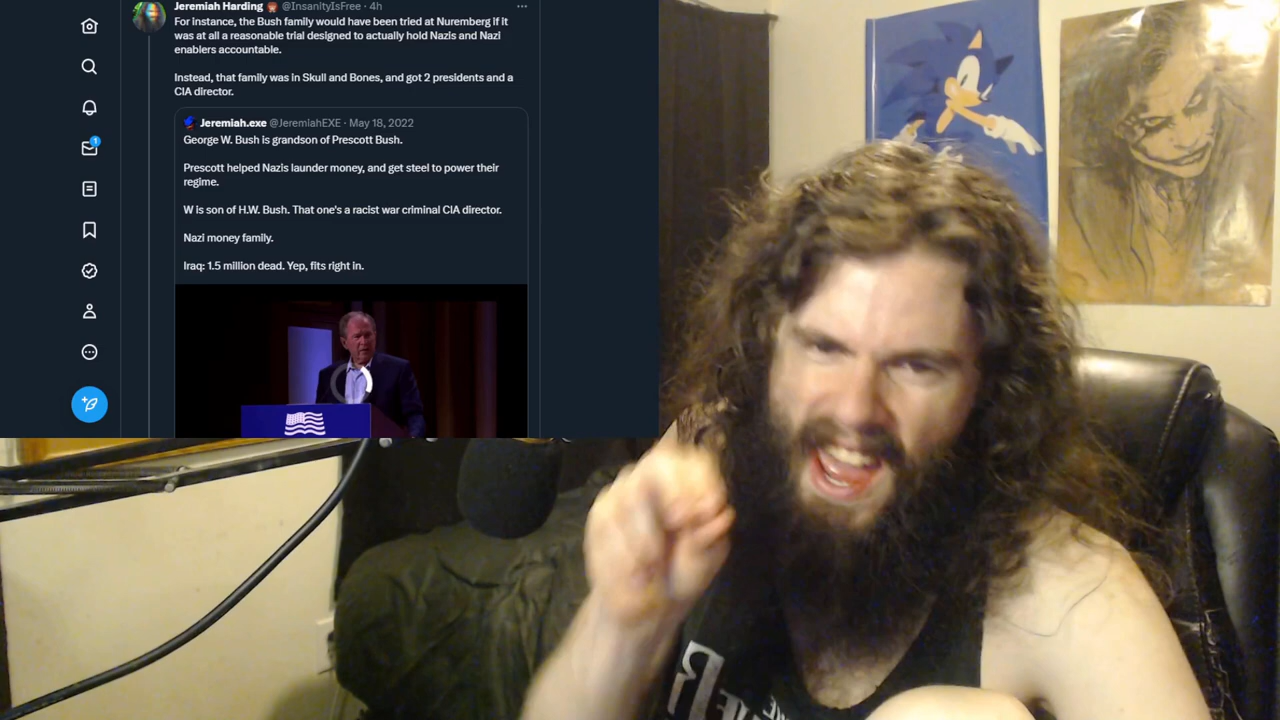 Jeremiah Harding @InsanityIsFree · 4h
For instance, the Bush family would have been tried at Nuremberg if it
was at all a reasonable trial designed to actually hold Nazis and Nazi
enablers accountable.
Instead, that family was in Skull and Bones, and got 2 presidents and a
CIA director.
Jeremiah.exe @JeremiahEXE · May 18, 2022
George W. Bush is grandson of Prescott Bush.
Prescott helped Nazis launder money, and get steel to power their
regime.
W is son of H.W. Bush. That one's a racist war criminal CIA director.
Nazi money family.
Iraq: 1.5 million dead. Yep, fits right in.
1